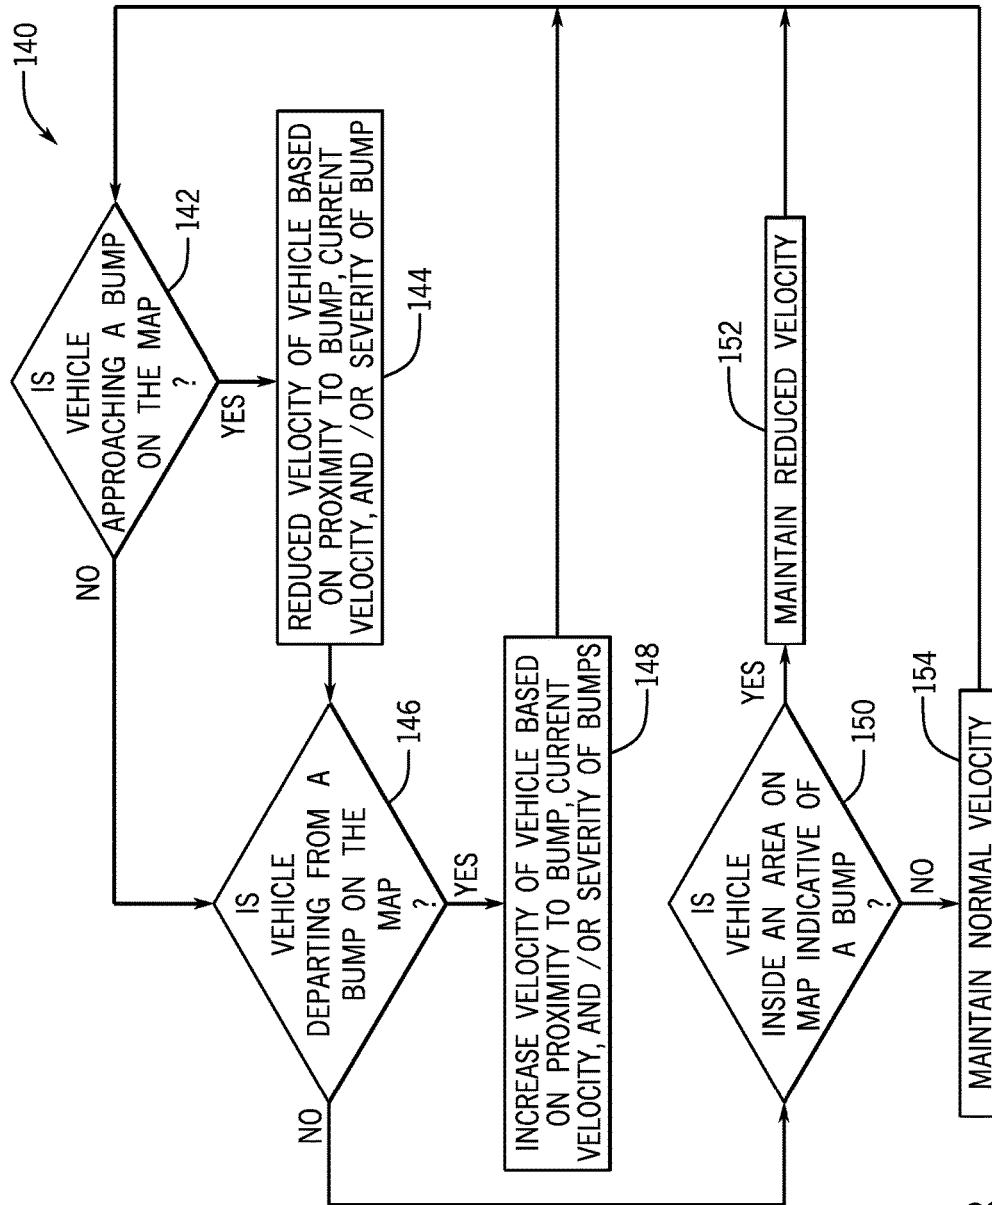 140
IS
VEHICLE
APPROACHING A BUMP
ON THE MAP
?
142
NO
YES
REDUCED VELOCITY OF VEHICLE BASED
ON PROXIMITY TO BUMP, CURRENT
VELOCITY, AND /OR SEVERITY OF BUMP
144
IS
VEHICLE
DEPARTING FROM A
BUMP ON THE
MAP
?
146
NO
YES
INCREASE VELOCITY OF VEHICLE BASED
ON PROXIMITY TO BUMP, CURRENT
VELOCITY, AND /OR SEVERITY OF BUMPS
148
IS
VEHICLE
INSIDE AN AREA ON
MAP INDICATIVE OF
A BUMP
?
150
YES
NO
MAINTAIN REDUCED VELOCITY
152
MAINTAIN NORMAL VELOCITY
154